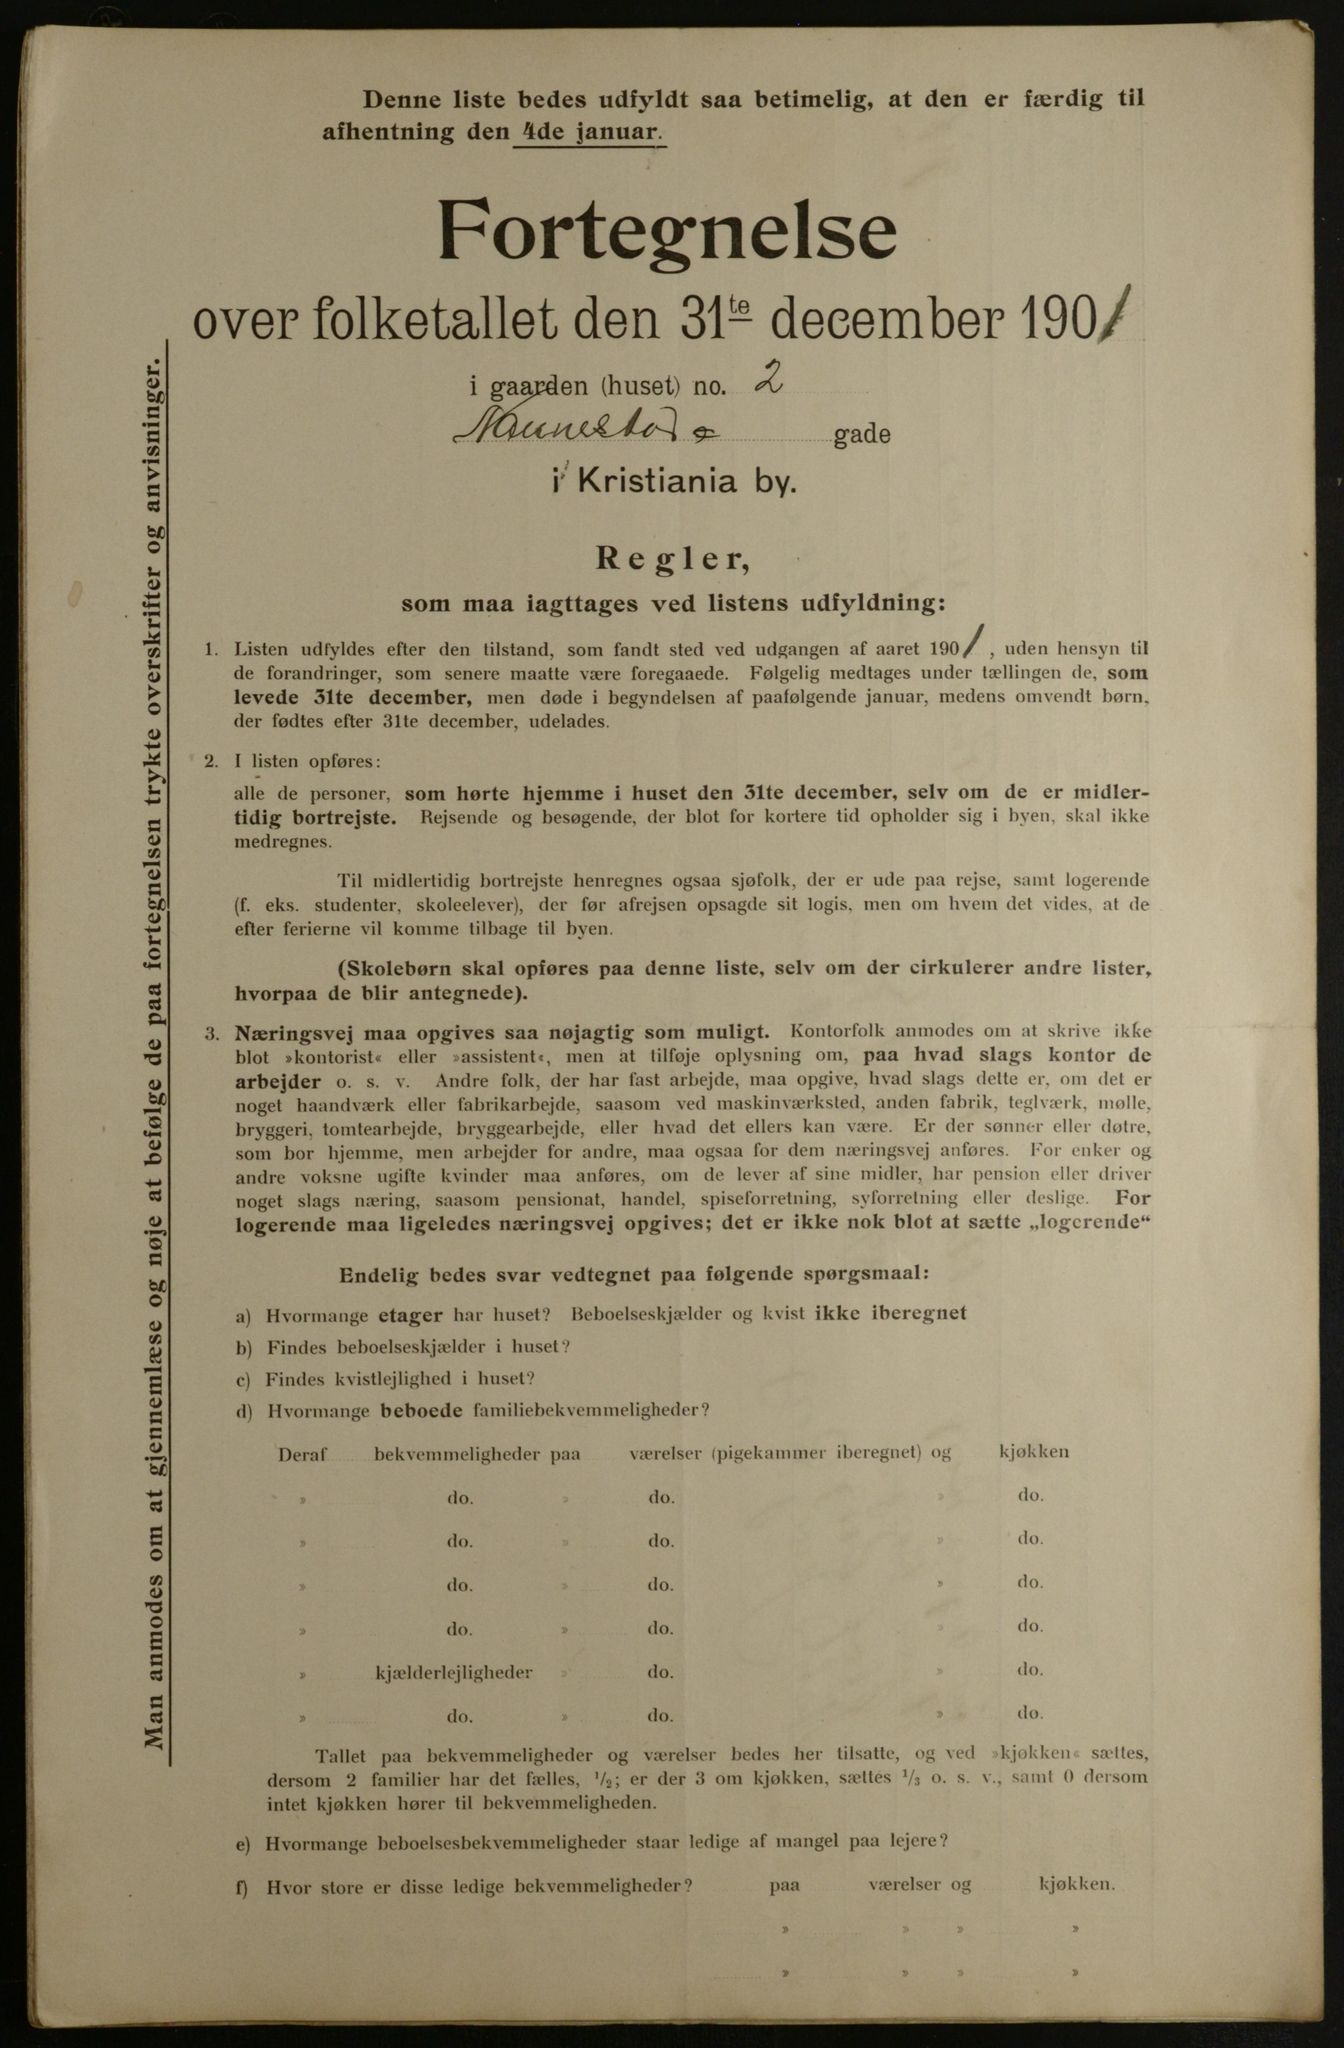 Denne liste bedes udfyldt saa betimelig, at den er færdig til
afhentning den 4de januar.
Fortegnelse
over folketallet den 31te december 1901
i gaarden (huset) no. 2
Nannestad gade
i Kristiania by.
Regler,
som maa iagttages ved listens udfyldning:
1. Listen udfyldes efter den tilstand, som fandt sted ved udgangen af aaret 1901, uden hensyn til
de forandringer, som senere maatte være foregaaede. Følgelig medtages under tællingen de, som
levede 31te december, men døde i begyndelsen af paafølgende januar, medens omvendt børn,
der fødtes efter 31te december, udelades.
2. I listen opføres:
alle de personer, som hørte hjemme i huset den 31te december, selv om de er midler-
tidig bortrejste. Rejsende og besøgende, der blot for kortere tid opholder sig i byen, skal ikke
medregnes.
Til midlertidig bortrejste henregnes ogsaa sjøfolk, der er ude paa rejse, samt logerende
(f. eks. studenter, skoleelever), der før afrejsen opsagde sit logis, men om hvem det vides, at de
efter ferierne vil komme tilbage til byen.
(Skolebørn skal opføres paa denne liste, selv om der cirkulerer andre lister,
hvorpaa de blir antegnede).
3. Næringsvej maa opgives saa nøjagtig som muligt. Kontorfolk anmodes om at skrive ikke
blot »kontorist« eller »assistent«, men at tilføje oplysning om, paa hvad slags kontor de
arbejder o. s. v. Andre folk, der har fast arbejde, maa opgive, hvad slags dette er, om det er
noget haandværk eller fabrikarbejde, saasom ved maskinværksted, anden fabrik, teglværk, mølle,
bryggeri, tomtearbejde, bryggearbejde, eller hvad det ellers kan være. Er der sønner eller døtre,
som bor hjemme, men arbejder for andre, maa ogsaa for dem næringsvej anføres. For enker og
andre voksne ugifte kvinder maa anføres, om de lever af sine midler, har pension eller driver
noget slags næring, saasom pensionat, handel, spiseforretning, syforretning eller deslige. For
logerende maa ligeledes næringsvej opgives; det er ikke nok blot at sætte „logerende“
Endelig bedes svar vedtegnet paa følgende spørgsmaal:
a) Hvormange etager har huset? Beboelseskjælder og kvist ikke iberegnet
b) Findes beboelseskjælder i huset?
c) Findes kvistlejlighed i huset?
d) Hvormange beboede familiebekvemmeligheder?
Deraf bekvemmeligheder paa værelser (pigekammer iberegnet) og kjøkken
» do. » do. » do.
» do. » do. » do.
» do. » do. » do.
» do. » do. » do.
» kjælderlejligheder » do. » do.
» do. » do. » do.
Tallet paa bekvemmeligheder og værelser bedes her tilsatte, og ved »kjøkken« sættes,
dersom 2 familier har det fælles, 1/2; er der 3 om kjøkken, sættes 1/3 o. s. v., samt 0 dersom
intet kjøkken hører til bekvemmeligheden.
e) Hvormange beboelsesbekvemmeligheder staar ledige af mangel paa lejere?
f) Hvor store er disse ledige bekvemmeligheder? paa værelser og kjøkken.
» » » »
» » » »
Man anmodes om at gjennemlæse og nøje at befølge de paa fortegnelsen trykte overskrifter og anvisninger.